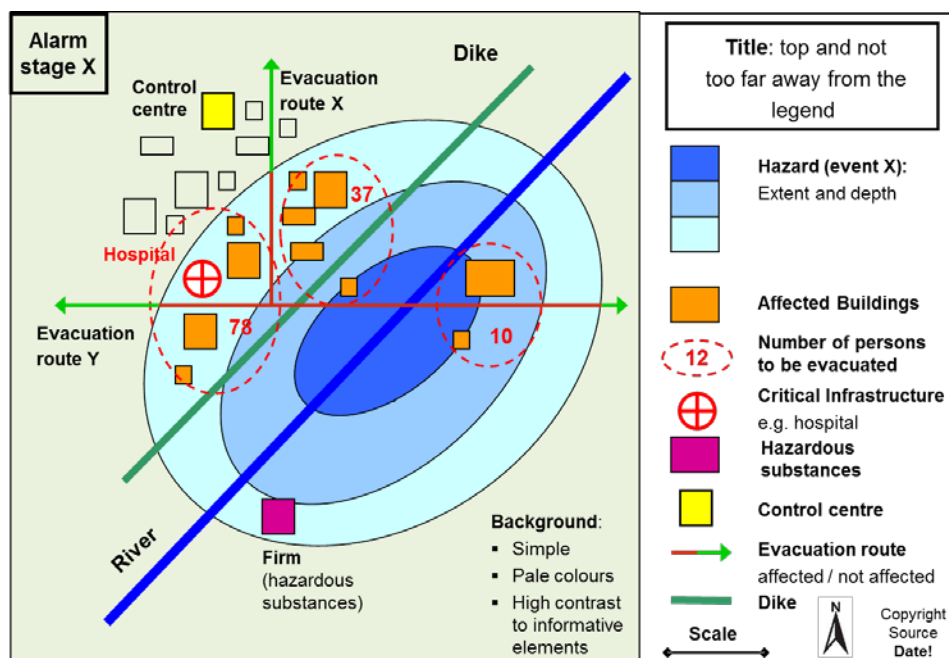 Alarm
stage X
Control
centre
Evacuation
route X
Dike
37
Hospital
Evacuation
route Y
78
10
River
Firm
(hazardous
substances)
Background:
▪ Simple
▪ Pale colours
▪ High contrast
to informative
elements
Title: top and not
too far away from the
legend
Hazard (event X):
Extent and depth
Affected Buildings
12
Number of persons
to be evacuated
Critical Infrastructure
e.g. hospital
Hazardous
substances
Control centre
Evacuation route
affected / not affected
Dike
Scale
N
Copyright
Source
Date!